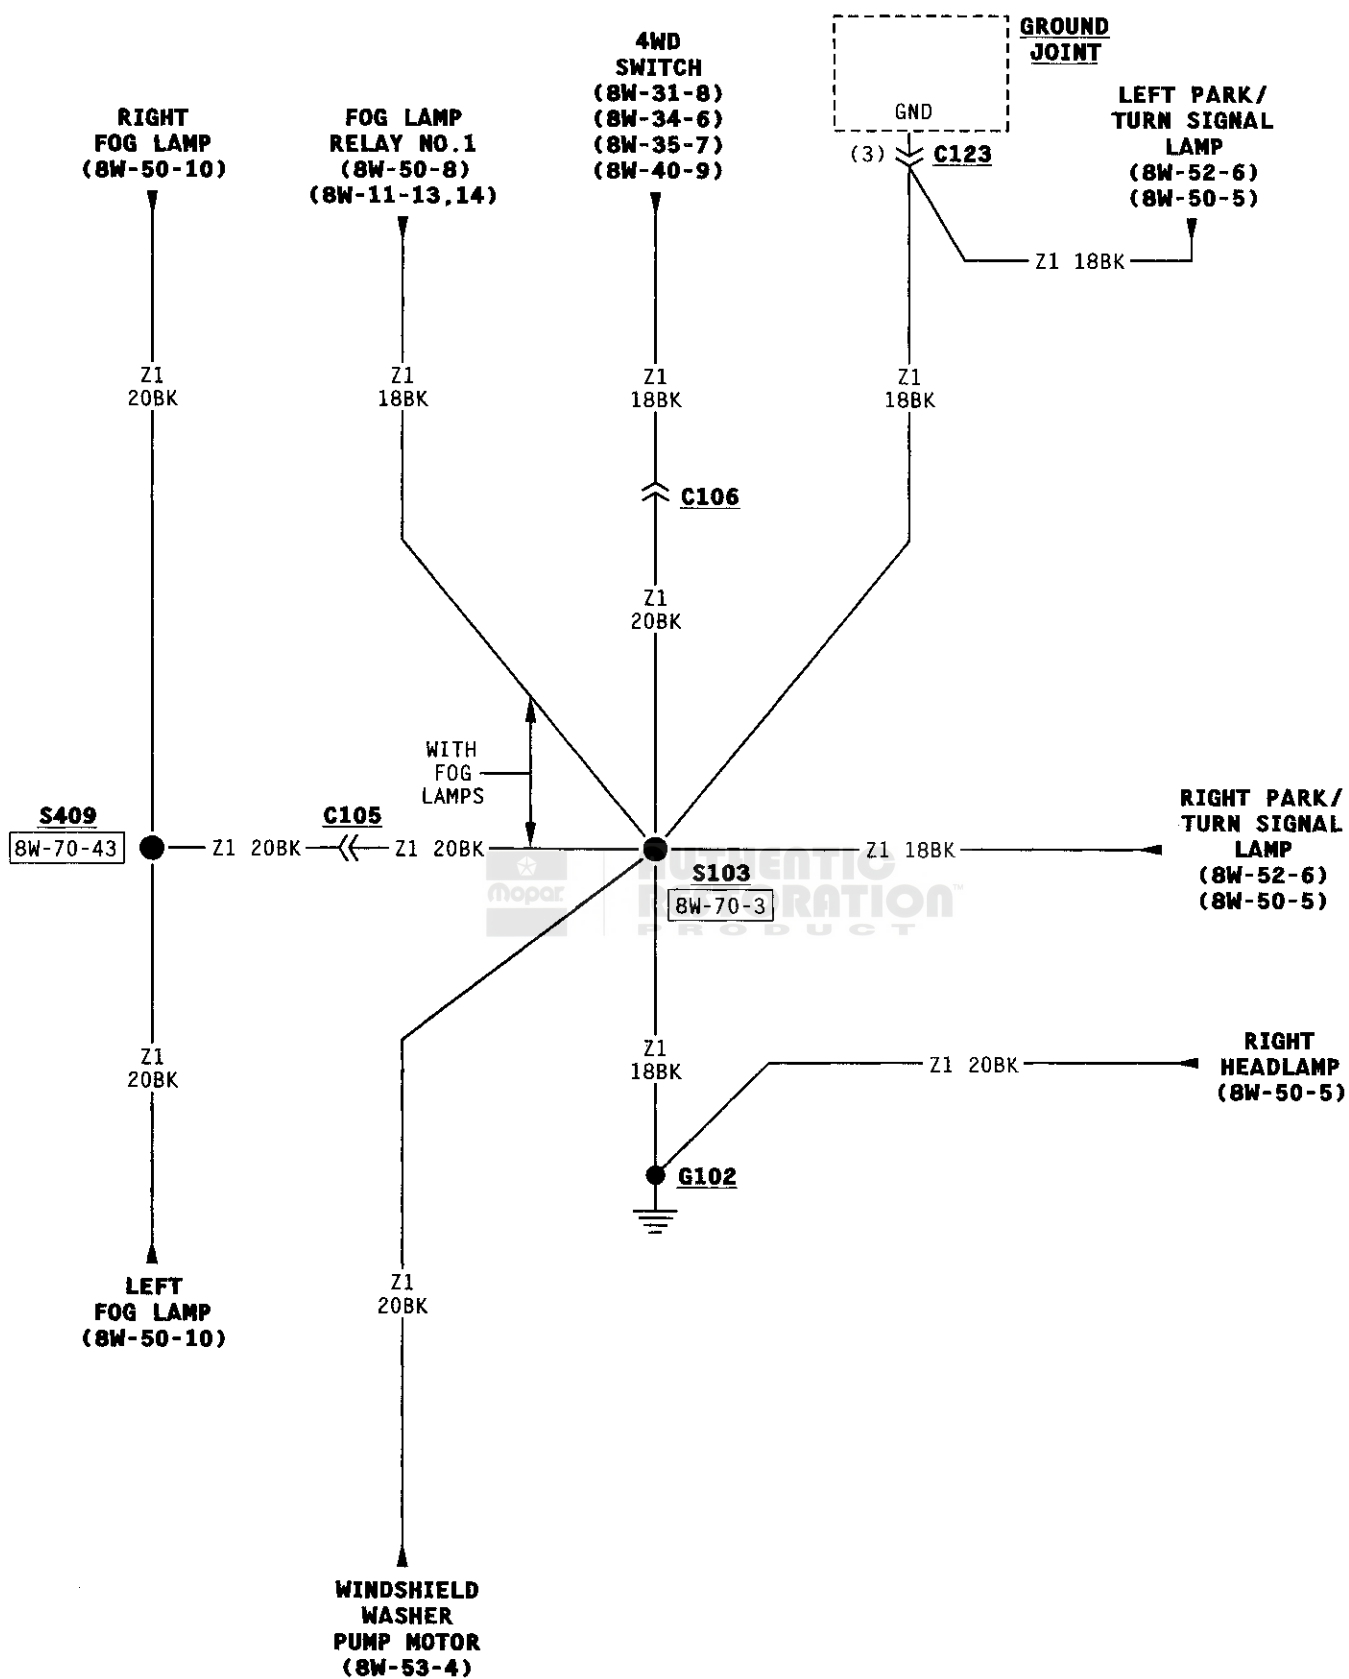 GROUND
JOINT
4WD
SWITCH
(8W-31-8)
(8W-34-6)
(8W-35-7)
(8W-40-9)
GND
(3)
C123
LEFT PARK/
TURN SIGNAL
LAMP
(8W-52-6)
(8W-50-5)
RIGHT
FOG LAMP
(8W-50-10)
FOG LAMP
RELAY NO.1
(8W-50-8)
(8W-11-13,14)
Z1 18BK
Z1
20BK
Z1
18BK
Z1
18BK
Z1
18BK
C106
Z1
20BK
WITH
FOG
LAMPS
S409
8W-70-43
Z1 20BK
C105
Z1 20BK
S103
8W-70-3
Z1 18BK
RIGHT PARK/
TURN SIGNAL
LAMP
(8W-52-6)
(8W-50-5)
Mopar
AUTHENTIC
RESTORATION™
PRODUCT
Z1
20BK
Z1
18BK
Z1 20BK
RIGHT
HEADLAMP
(8W-50-5)
G102
LEFT
FOG LAMP
(8W-50-10)
Z1
20BK
WINDSHIELD
WASHER
PUMP MOTOR
(8W-53-4)